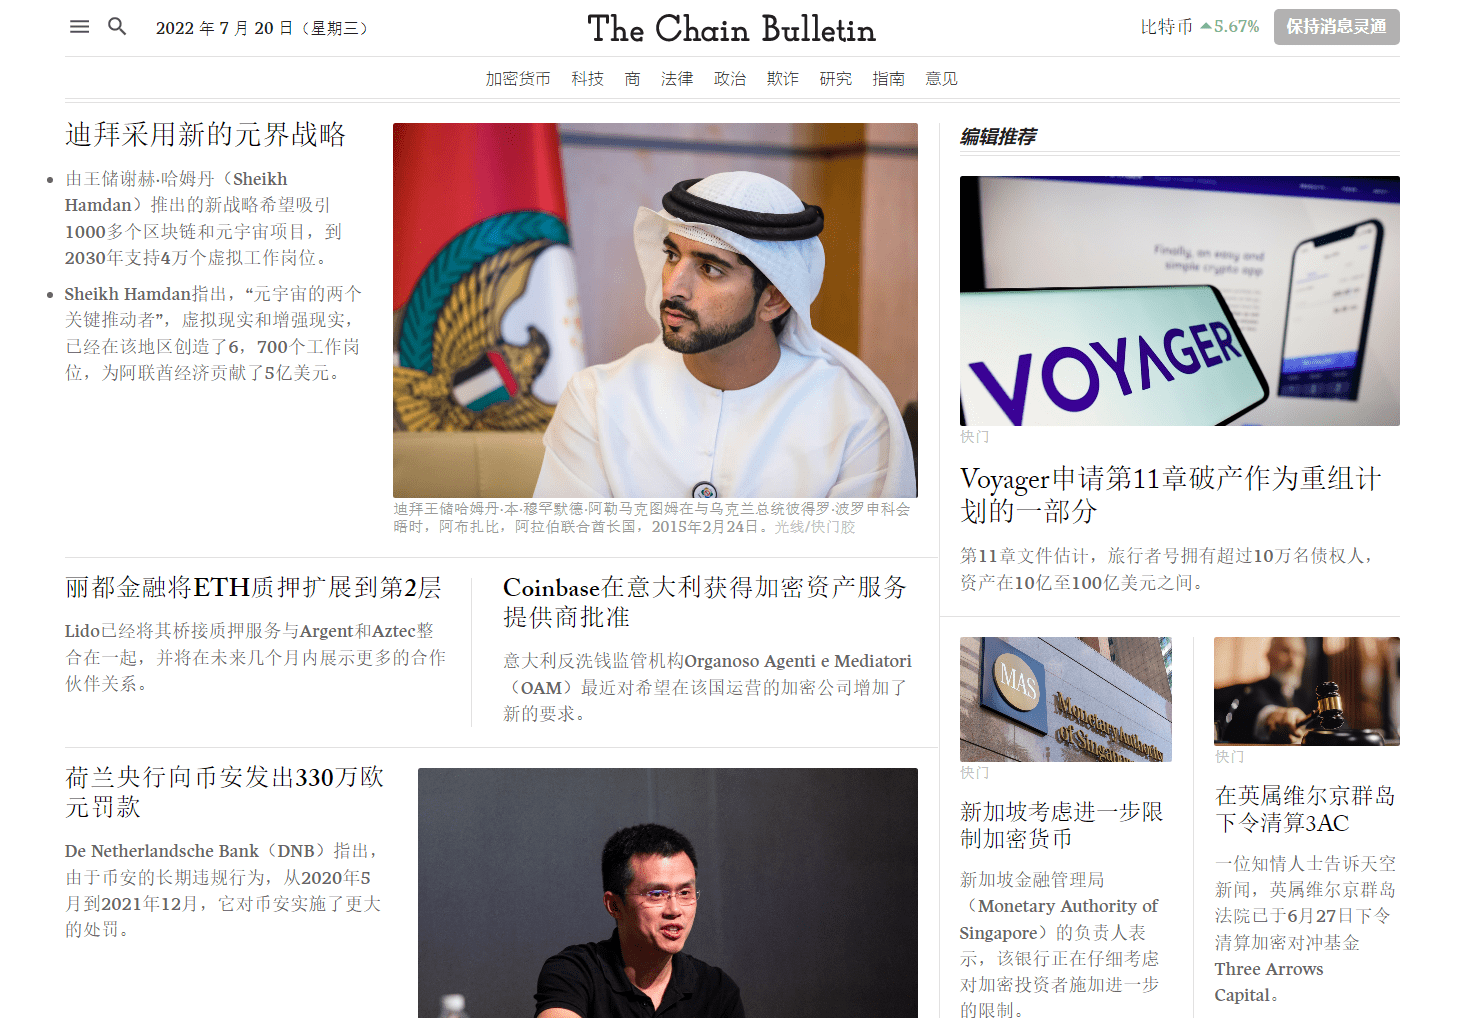 2022 年 7 月 20 日（星期三）
The Chain Bulletin
比特币 5.67%
保持消息灵通
加密货币 科技 商 法律 政治 欺诈 研究 指南 意见
迪拜采用新的元界战略
由王储谢赫·哈姆丹（Sheikh
Hamdan）推出的新战略希望吸引
1000多个区块链和元宇宙项目，到
2030年支持4万个虚拟工作岗位。
Sheikh Hamdan指出，“元宇宙的两个
关键推动者”，虚拟现实和增强现实，
已经在该地区创造了6，700个工作岗
位，为阿联酋经济贡献了5亿美元。
迪拜王储哈姆丹·本·穆罕默德·阿勒马克图姆在与乌克兰总统彼得罗·波罗申科会
晤时，阿布扎比，阿拉伯联合酋长国，2015年2月24日。光线/快门胶
丽都金融将ETH质押扩展到第2层
Lido已经将其桥接质押服务与Argent和Aztec整
合在一起，并将在未来几个月内展示更多的合作
伙伴关系。
Coinbase在意大利获得加密资产服务
提供商批准
意大利反洗钱监管机构Organoso Agenti e Mediatori
（OAM）最近对希望在该国运营的加密公司增加了
新的要求。
荷兰央行向币安发出330万欧
元罚款
De Netherlandsche Bank（DNB）指出，
由于币安的长期违规行为，从2020年5
月到2021年12月，它对币安实施了更大
的处罚。
编辑推荐
Finally, an easy and
simple crypto app
VOYAGER
快门
Voyager申请第11章破产作为重组计
划的一部分
第11章文件估计，旅行者号拥有超过10万名债权人，
资产在10亿至100亿美元之间。
MAS
Monetary Authority
of Singapore
快门
新加坡考虑进一步限
制加密货币
新加坡金融管理局
（Monetary Authority of
Singapore）的负责人表
示，该银行正在仔细考虑
对加密投资者施加进一步
的限制。
快门
在英属维尔京群岛
下令清算3AC
一位知情人士告诉天空
新闻，英属维尔京群岛
法院已于6月27日下令
清算加密对冲基金
Three Arrows
Capital。